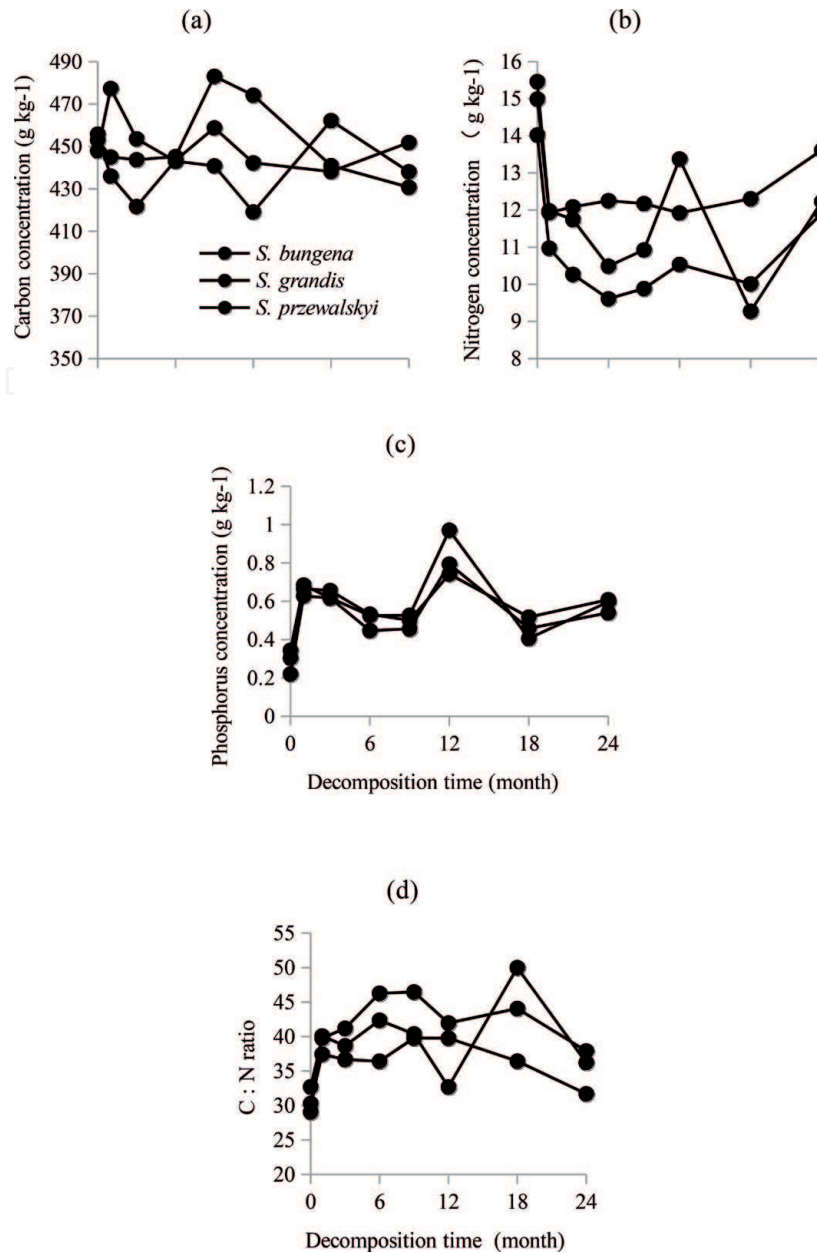 (a)
Carbon concentration (g kg-1)
490
470
450
430
410
390
370
350
S. bungena
S. grandis
S. przewalskyi
(b)
Nitrogen concentration （ g kg-1)
16
15
14
13
12
11
10
9
8
(c)
Phosphorus concentration (g kg-1)
1.2
1
0.8
0.6
0.4
0.2
0
0 6 12 18 24
Decomposition time (month)
(d)
C : N ratio
55
50
45
40
35
30
25
20
0 6 12 18 24
Decomposition time (month)